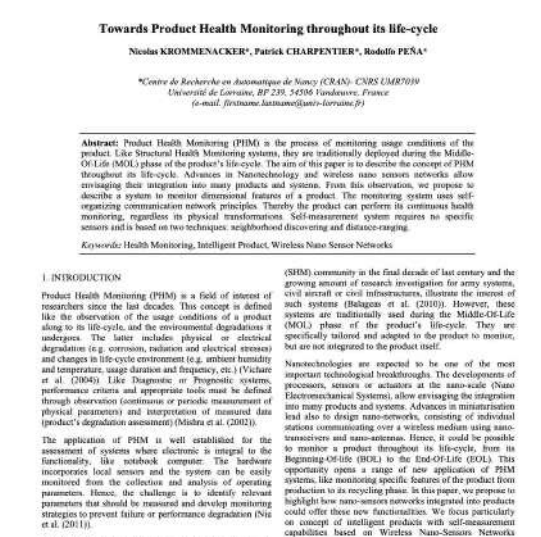 Towards Product Health Monitoring throughout its life-cycle
Nicolas KROMMENACKER*, Patrick CHARPENTIER*, Rodolfo PEÑA*
*Centre de Recherche en Automatique de Nancy (CRAN)- CNRS UMR7039
Université de Lorraine, BP 239, 54506 Vandœuvre, France
(e-mail. firstname.lastname@univ-lorraine.fr)
Abstract: Product Health Monitoring (PHM) is the process of monitoring usage conditions of the
product. Like Structural Health Monitoring systems, they are traditionally deployed during the Middle-
Of-Life (MOL) phase of the product's life-cycle. The aim of this paper is to describe the concept of PHM
throughout its life-cycle. Advances in Nanotechnology and wireless nano sensors networks allow
envisaging their integration into many products and systems. From this observation, we propose to
describe a system to monitor dimensional features of a product. The monitoring system uses self-
organizing communication network principles. Thereby the product can perform its continuous health
monitoring, regardless its physical transformations. Self-measurement system requires no specific
sensors and is based on two techniques: neighborhood discovering and distance-ranging.
Keywords: Health Monitoring, Intelligent Product, Wireless Nano Sensor Networks
1. INTRODUCTION
Product Health Monitoring (PHM) is a field of interest of
researchers since the last decades. This concept is defined
like the observation of the usage conditions of a product
along to its life-cycle, and the environmental degradations it
undergoes. The latter includes physical or electrical
degradation (e.g. corrosion, radiation and electrical stresses)
and changes in life-cycle environment (e.g. ambient humidity
and temperature, usage duration and frequency, etc.) (Vichare
et al. (2004)) Like Diagnostic or Prognostic systems,
performance criteria and appropriate tools must be defined
through observation (continuous or periodic measurement of
physical parameters) and interpretation of measured data
(product's degradation assessment) (Mishra et al. (2002)).
The application of PHM is well established for the
assessment of systems where electronic is integral to the
functionality, like notebook computer. The hardware
incorporates local sensors and the system can be easily
monitored from the collection and analysis of operating
parameters. Hence, the challenge is to identify relevant
parameters that should be measured and develop monitoring
strategies to prevent failure or performance degradation (Niu
et al. (2011)).
(SHM) community in the final decade of last century and the
growing amount of research investigation for army systems,
civil aircraft or civil infrastructures, illustrate the interest of
such systems (Balageas et al. (2010)). However, these
systems are traditionally used during the Middle-Of-Life
(MOL) phase of the product's life-cycle. They are
specifically tailored and adapted to the product to monitor,
but are not integrated to the product itself.
Nanotechnologies are expected to be one of the most
important technological breakthroughs. The developments of
processors, sensors or actuators at the nano-scale (Nano
Electromechanical Systems), allow envisaging the integration
into many products and systems. Advances in miniaturisation
lead also to design nano-networks, consisting of individual
stations communicating over a wireless medium using nano-
transceivers and nano-antennas. Hence, it could be possible
to monitor a product throughout its life-cycle, from its
Beginning-Of-life (BOL) to the End-Of-Life (EOL). This
opportunity opens a range of new application of PHM
systems, like monitoring specific features of the product from
production to its recycling phase. In this paper, we propose to
highlight how nano-sensors networks integrated into products
could offer these new functionalities. We focus particularly
on concept of intelligent products with self-measurement
capabilities based on Wireless Nano-Sensors Networks